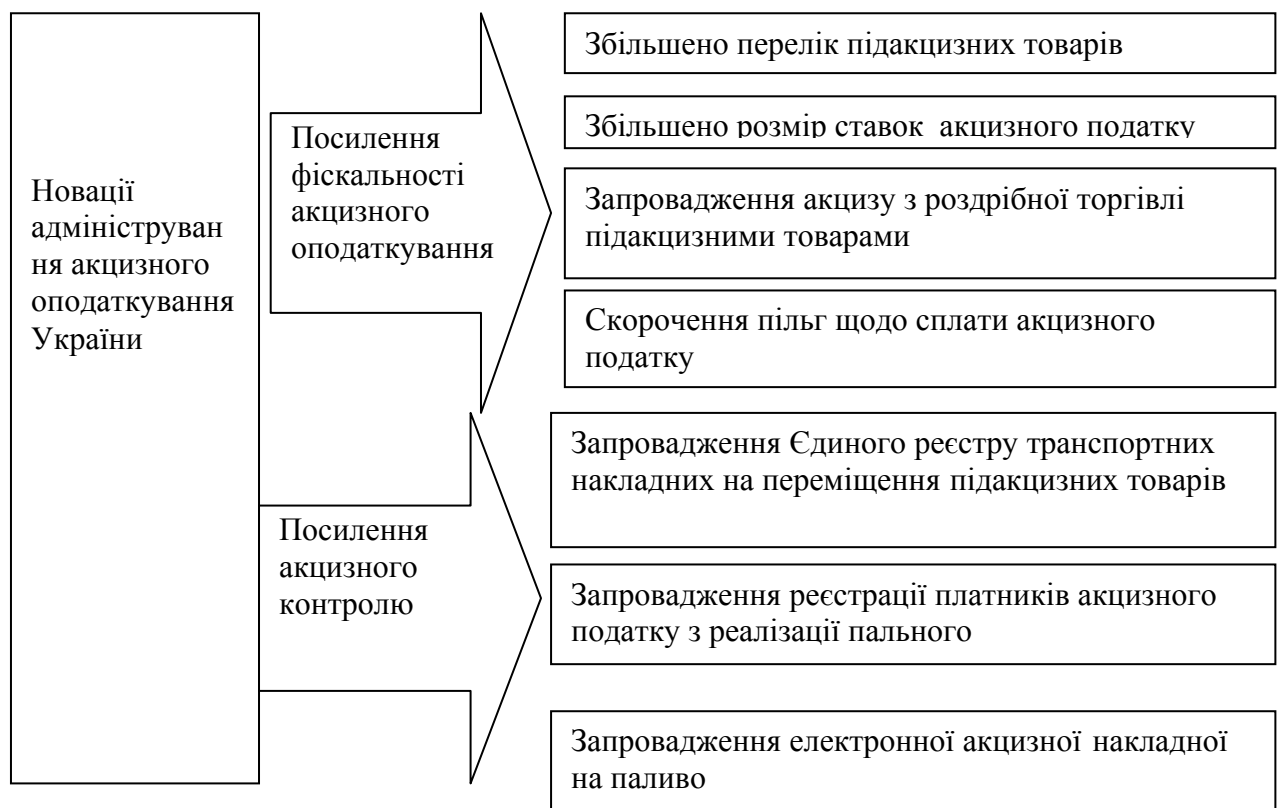 Новації
адмініструван
ня акцизного
оподаткування
України
Посилення
фіскальності
акцизного
оподаткування
Збільшено перелік підакцизних товарів
Збільшено розмір ставок акцизного податку
Запровадження акцизу з роздрібної торгівлі
підакцизними товарами
Скорочення пільг щодо сплати акцизного
податку
Посилення
акцизного
контролю
Запровадження Єдиного реєстру транспортних
накладних на переміщення підакцизних товарів
Запровадження реєстрації платників акцизного
податку з реалізації пального
Запровадження електронної акцизної накладної
на паливо